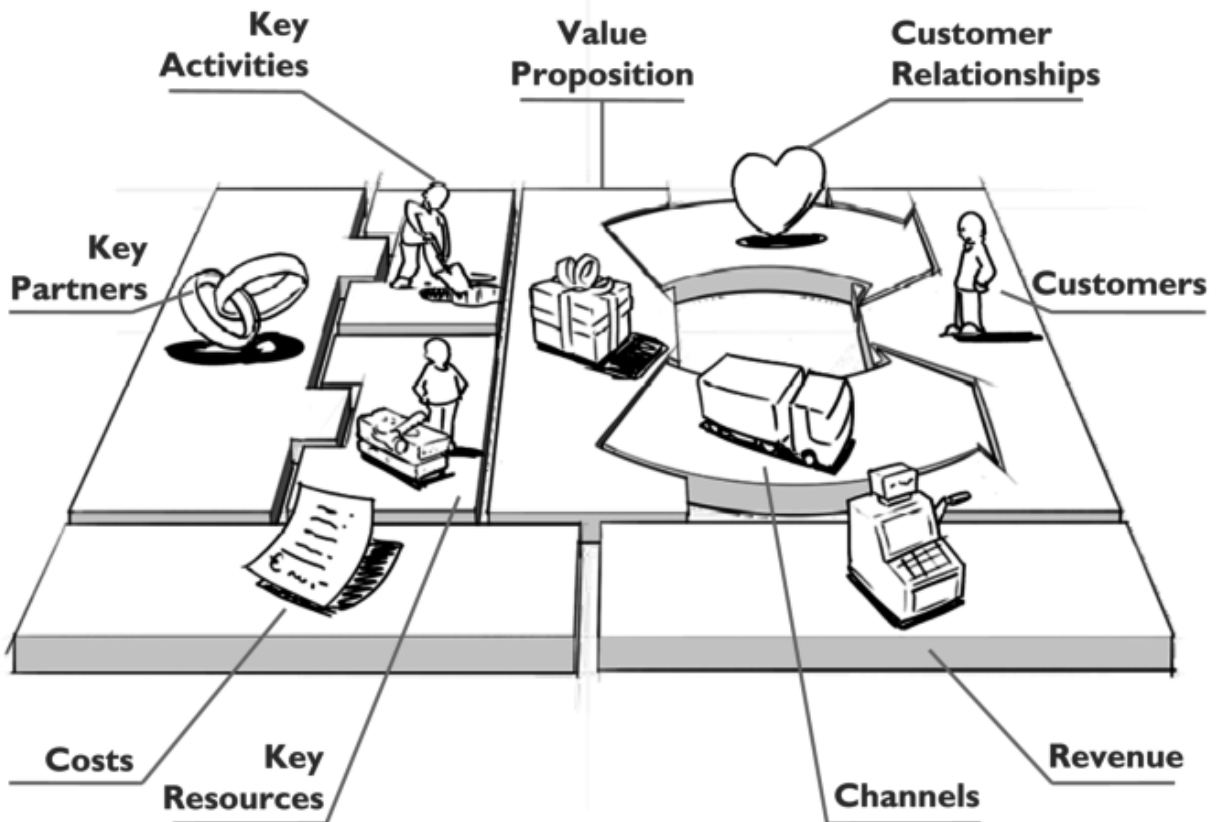 Key
Activities
Value
Proposition
Customer
Relationships
Key
Partners
Customers
Costs
Key
Resources
Channels
Revenue